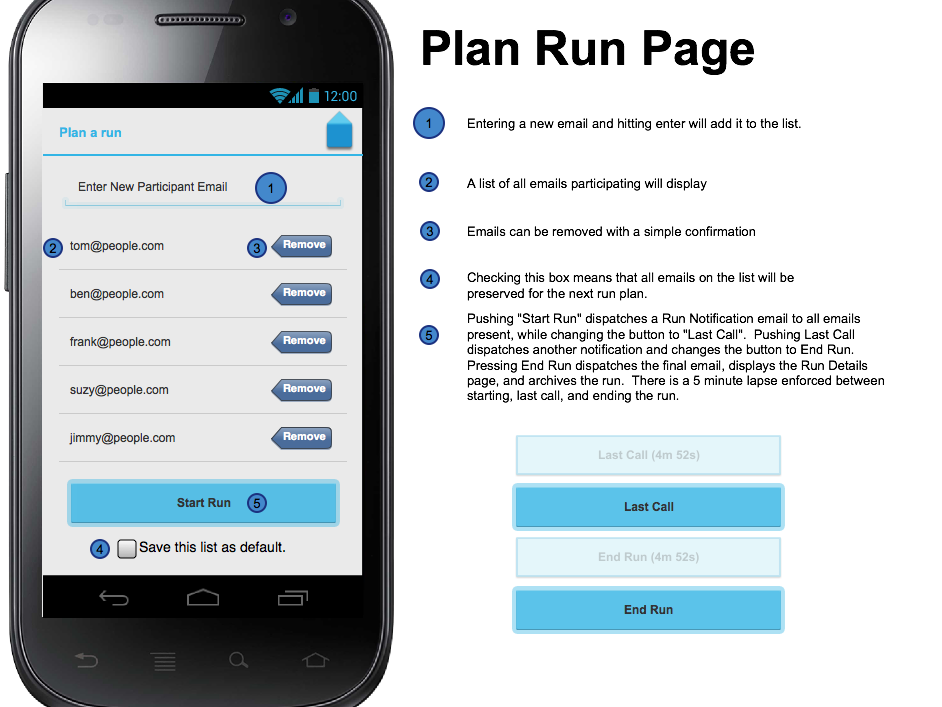 Plan Run Page
12:00
Plan a run
Enter New Participant Email 1
2 tom@people.com 3 Remove
ben@people.com Remove
frank@people.com Remove
suzy@people.com Remove
jimmy@people.com Remove
Start Run 5
4 Save this list as default.
1 Entering a new email and hitting enter will add it to the list.
2 A list of all emails participating will display
3 Emails can be removed with a simple confirmation
4 Checking this box means that all emails on the list will be
preserved for the next run plan.
5 Pushing "Start Run" dispatches a Run Notification email to all emails
present, while changing the button to "Last Call".  Pushing Last Call
dispatches another notification and changes the button to End Run.
Pressing End Run dispatches the final email, displays the Run Details
page, and archives the run.  There is a 5 minute lapse enforced between
starting, last call, and ending the run.
Last Call (4m 52s)
Last Call
End Run (4m 52s)
End Run